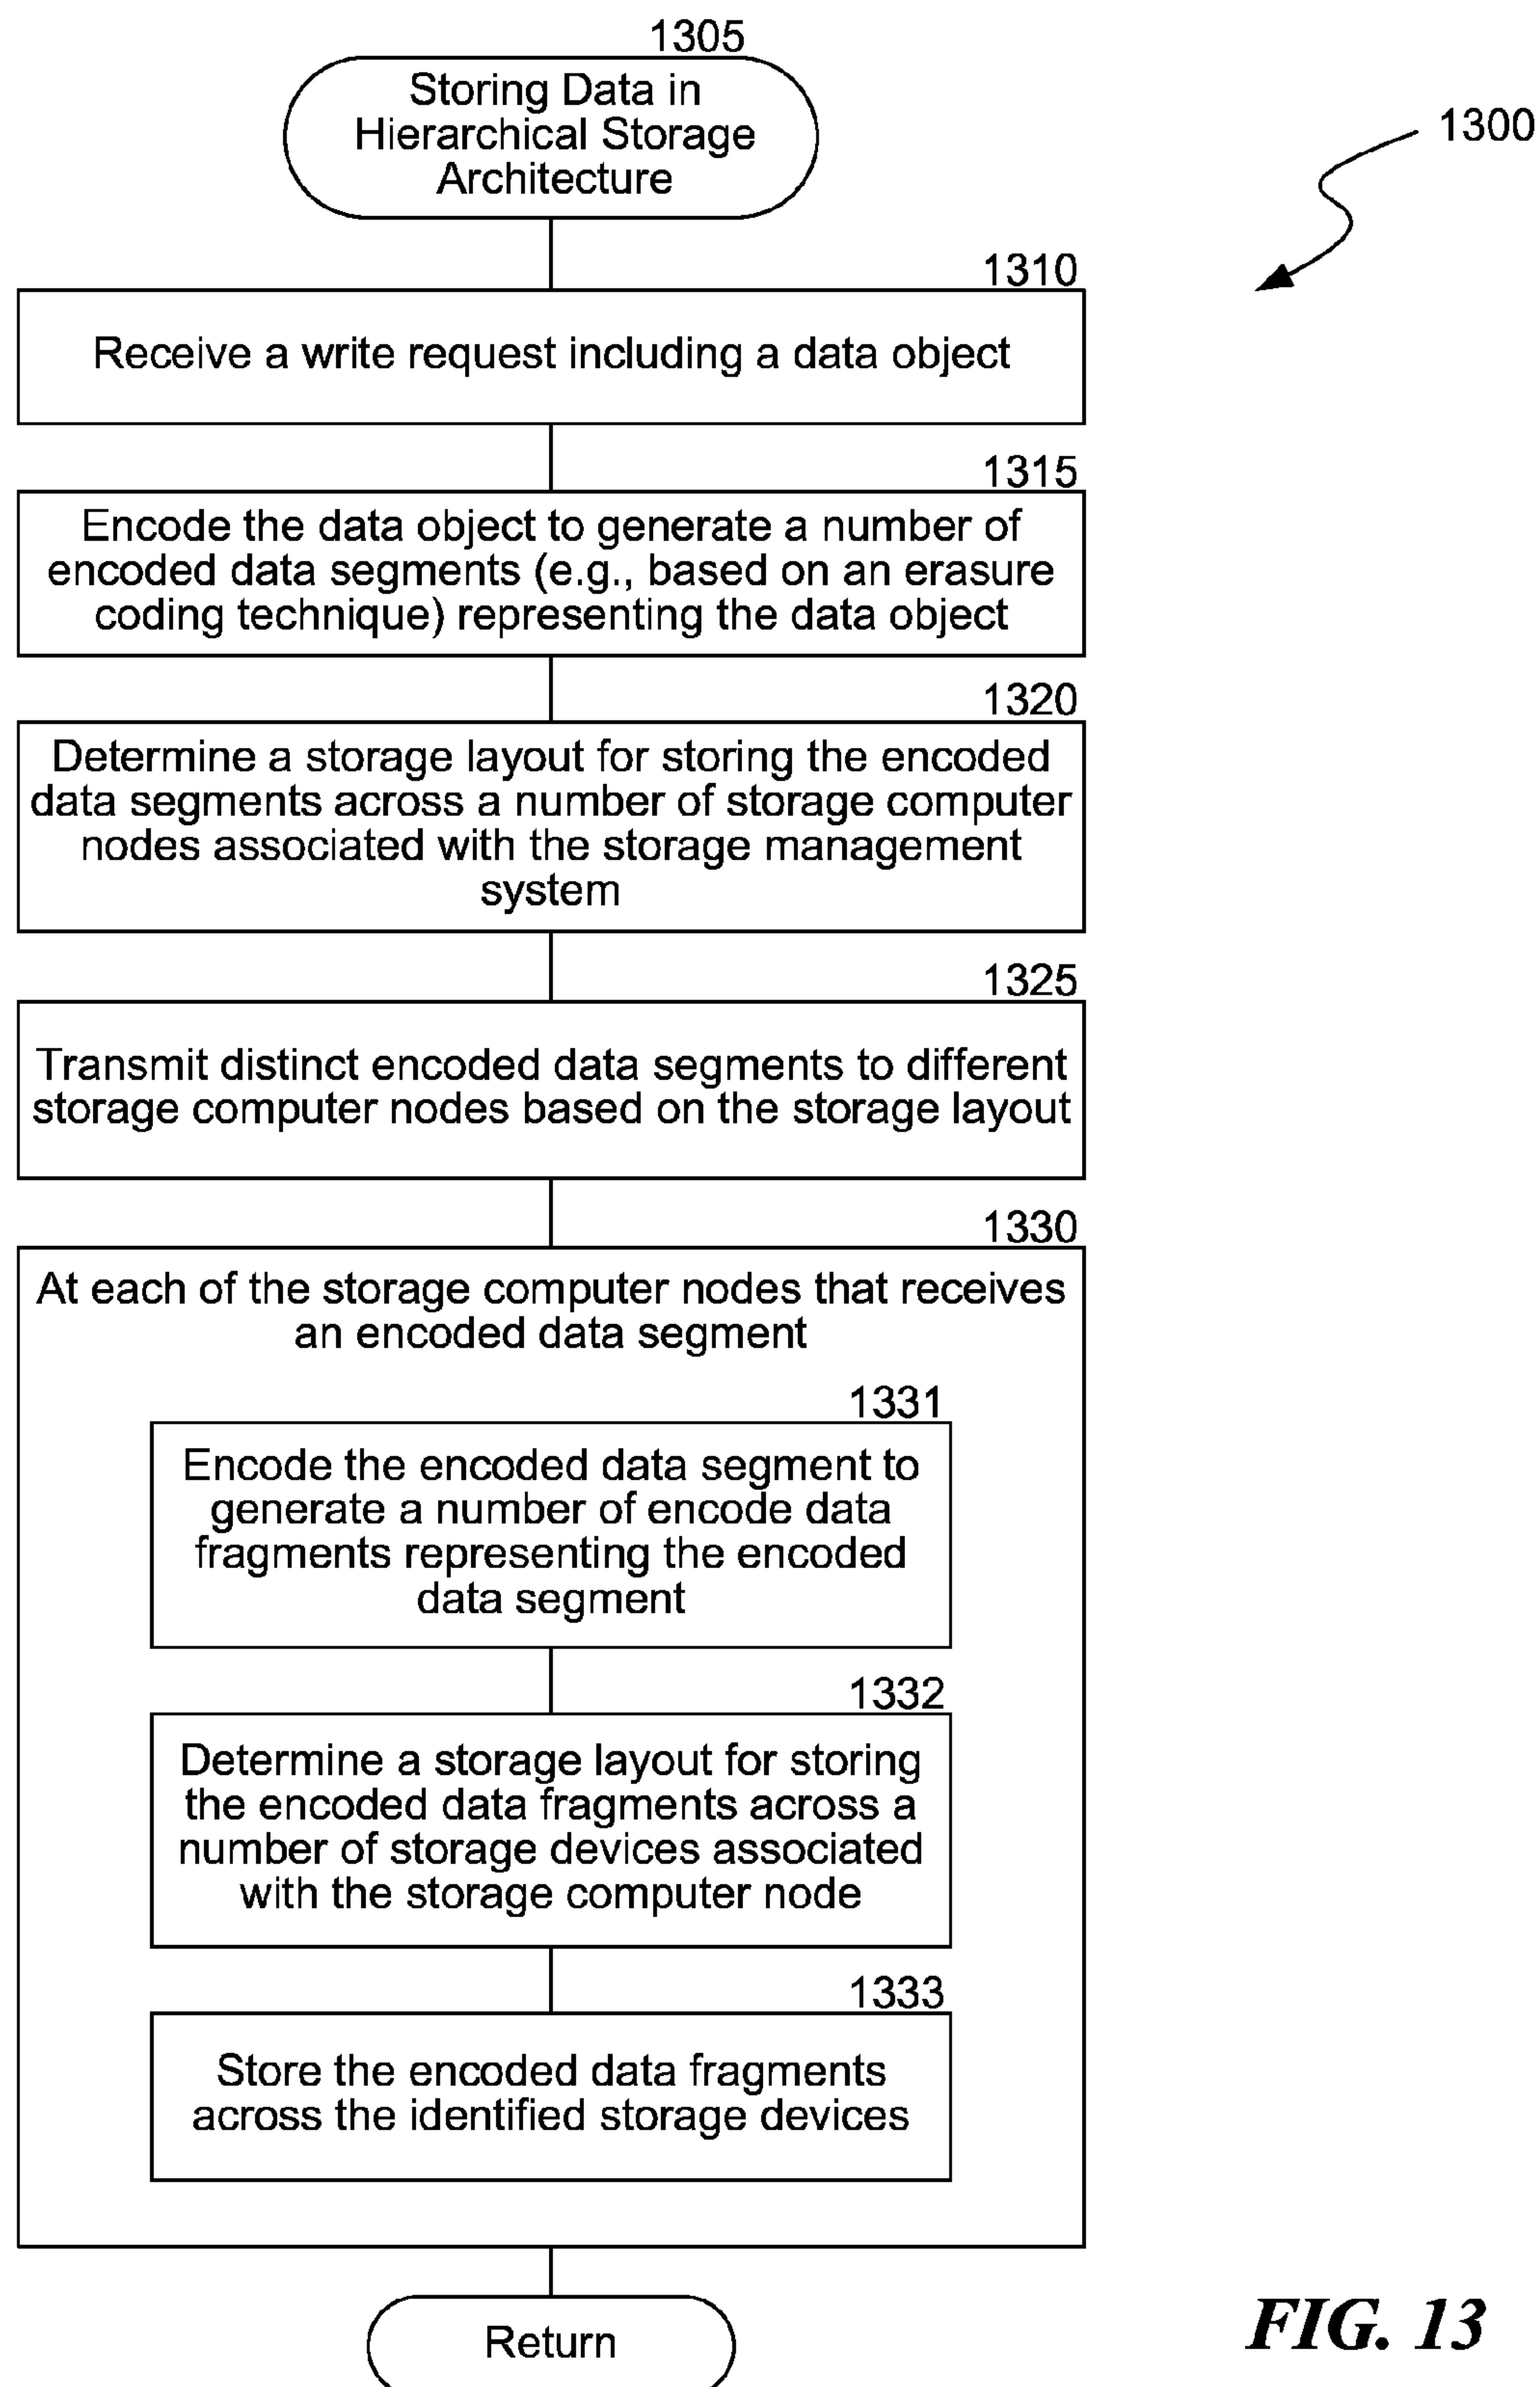 1305
Storing Data in
Hierarchical Storage
Architecture
1300
1310
Receive a write request including a data object
1315
Encode the data object to generate a number of
encoded data segments (e.g., based on an erasure
coding technique) representing the data object
1320
Determine a storage layout for storing the encoded
data segments across a number of storage computer
nodes associated with the storage management
system
1325
Transmit distinct encoded data segments to different
storage computer nodes based on the storage layout
1330
At each of the storage computer nodes that receives
an encoded data segment
1331
Encode the encoded data segment to
generate a number of encode data
fragments representing the encoded
data segment
1332
Determine a storage layout for storing
the encoded data fragments across a
number of storage devices associated
with the storage computer node
1333
Store the encoded data fragments
across the identified storage devices
Return
FIG. 13